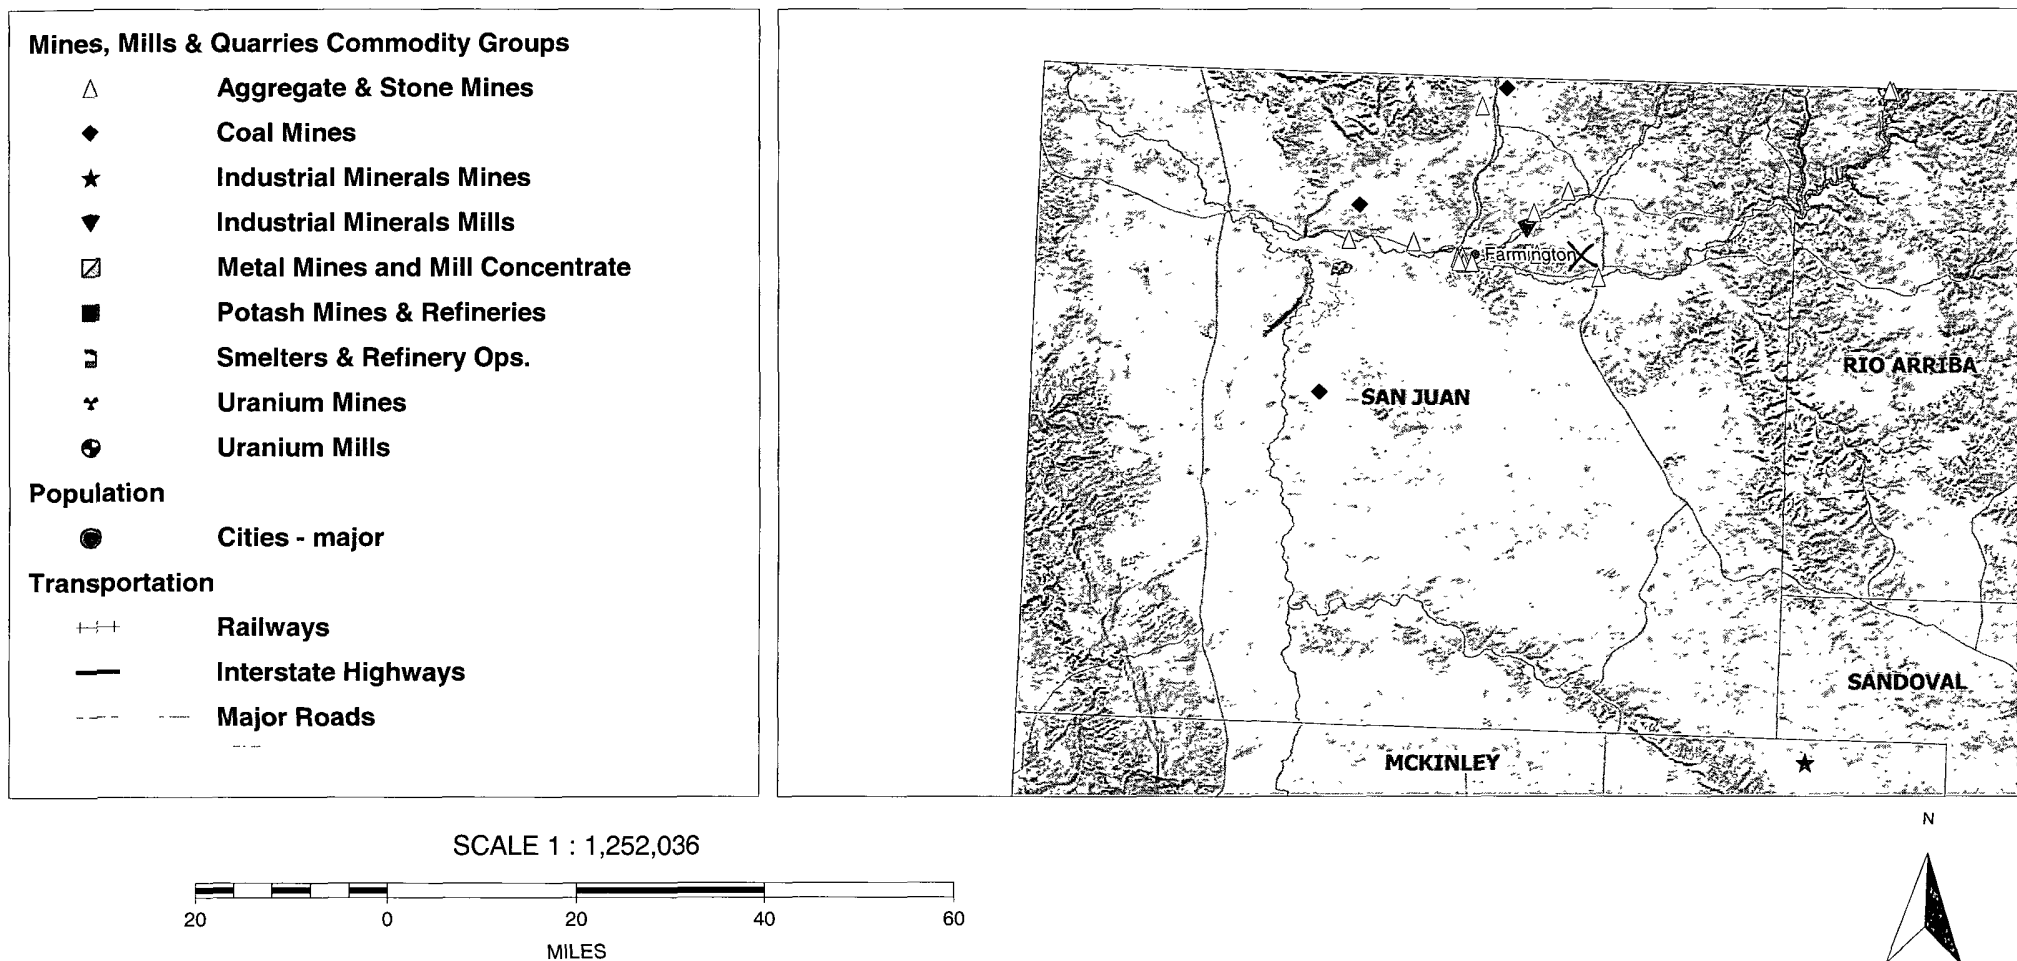 Mines, Mills & Quarries Commodity Groups
Aggregate & Stone Mines
Coal Mines
Industrial Minerals Mines
Industrial Minerals Mills
Metal Mines and Mill Concentrate
Potash Mines & Refineries
Smelters & Refinery Ops.
Uranium Mines
Uranium Mills
Population
Cities - major
Transportation
Railways
Interstate Highways
Major Roads
Farmington
RIO ARRIBA
SAN JUAN
SANDOVAL
MCKINLEY
SCALE 1 : 1,252,036
20 0 20 40 60
MILES
N